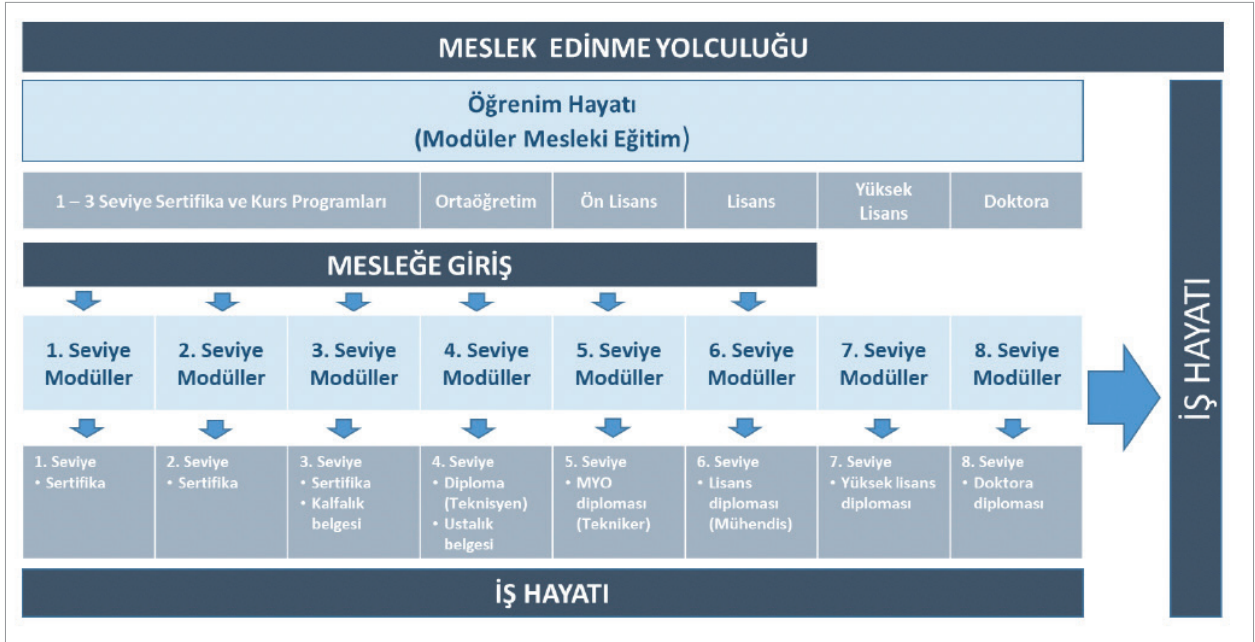 MESLEK EDİNME YOLCULUĞU
Öğrenim Hayatı
(Modüler Mesleki Eğitim)
1 – 3 Seviye Sertifika ve Kurs Programları
Ortaöğretim
Ön Lisans
Lisans
Yüksek
Lisans
Doktora
MESLEĞE GİRİŞ
1. Seviye
Modüller
2. Seviye
Modüller
3. Seviye
Modüller
4. Seviye
Modüller
5. Seviye
Modüller
6. Seviye
Modüller
7. Seviye
Modüller
8. Seviye
Modüller
1. Seviye
• Sertifika
2. Seviye
• Sertifika
3. Seviye
• Sertifika
• Kalfalık
belgesi
4. Seviye
• Diploma
(Teknisyen)
• Ustalık
belgesi
5. Seviye
• MYO
diploması
(Tekniker)
6. Seviye
• Lisans
diploması
(Mühendis)
7. Seviye
• Yüksek lisans
diploması
8. Seviye
• Doktora
diploması
İŞ HAYATI
İŞ HAYATI